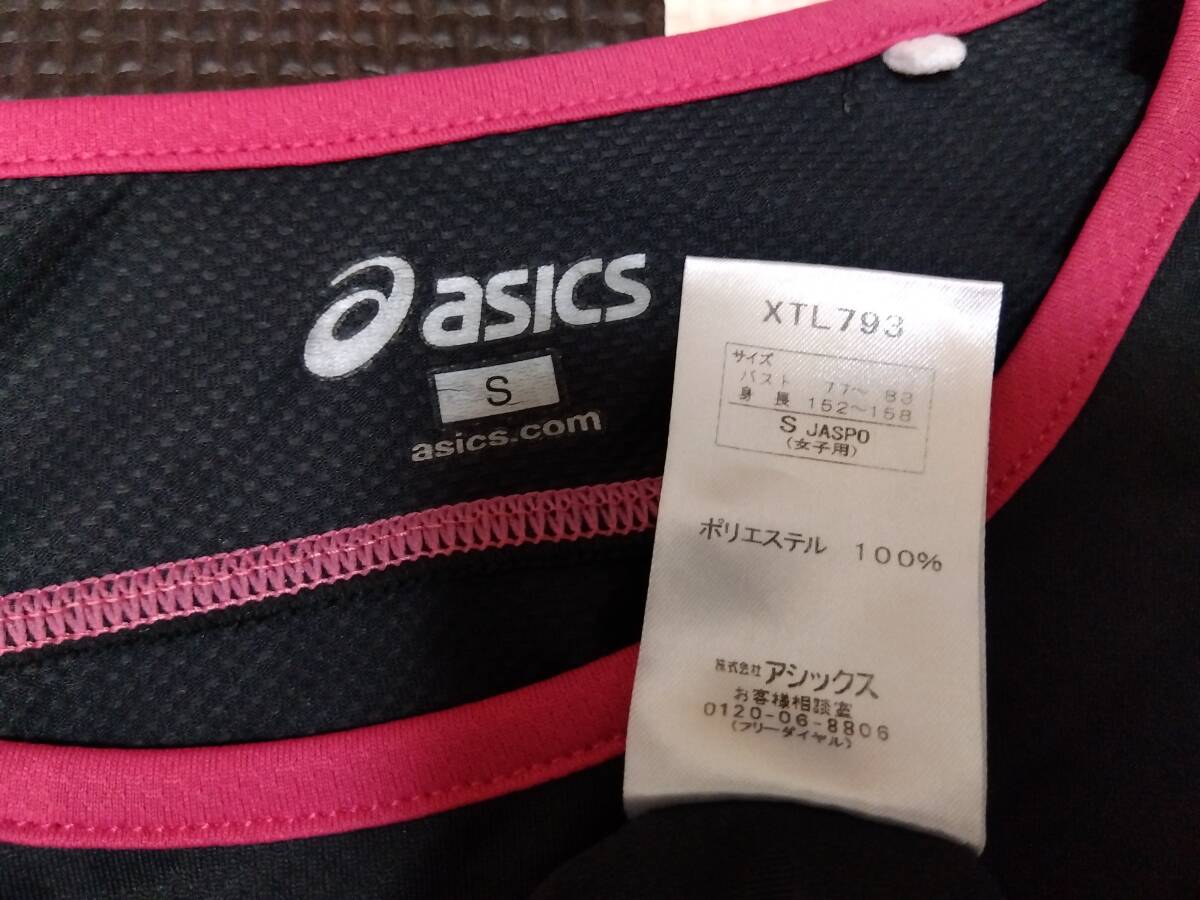 asics
S
asics.com
XTL793
サイズ
バスト 77～ 83
身 長 152～158
S JASPO
(女子用)
ポリエステル 100%
株式会社アシックス
お客様相談室
0120-06-8806
(フリーダイヤル)